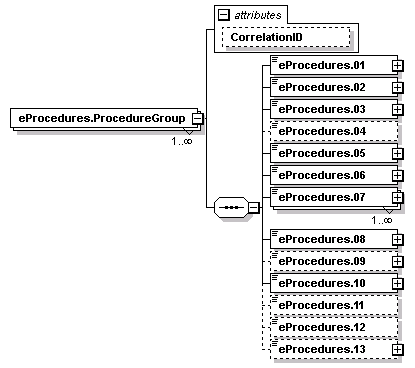 attributes
CorrelationID
eProcedures.ProcedureGroup
1..∞
eProcedures.01
eProcedures.02
eProcedures.03
eProcedures.04
eProcedures.05
eProcedures.06
eProcedures.07
1..∞
eProcedures.08
eProcedures.09
eProcedures.10
eProcedures.11
eProcedures.12
eProcedures.13